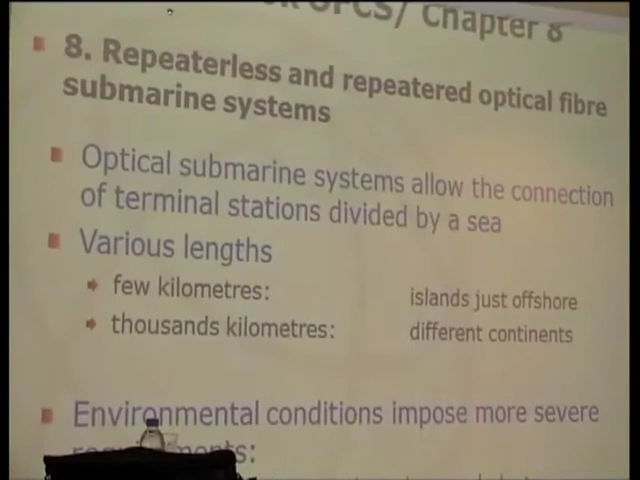 OFCS/ Chapter 8
8. Repeaterless and repeatered optical fibre
submarine systems
Optical submarine systems allow the connection
of terminal stations divided by a sea
Various lengths
few kilometres: islands just offshore
thousands kilometres: different continents
Environmental conditions impose more severe
requirements: